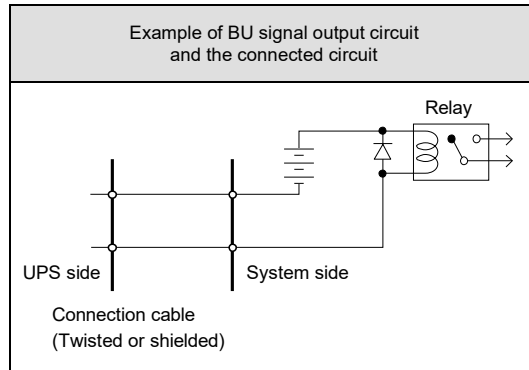 Example of BU signal output circuit
and the connected circuit
Relay
UPS side
System side
Connection cable
(Twisted or shielded)